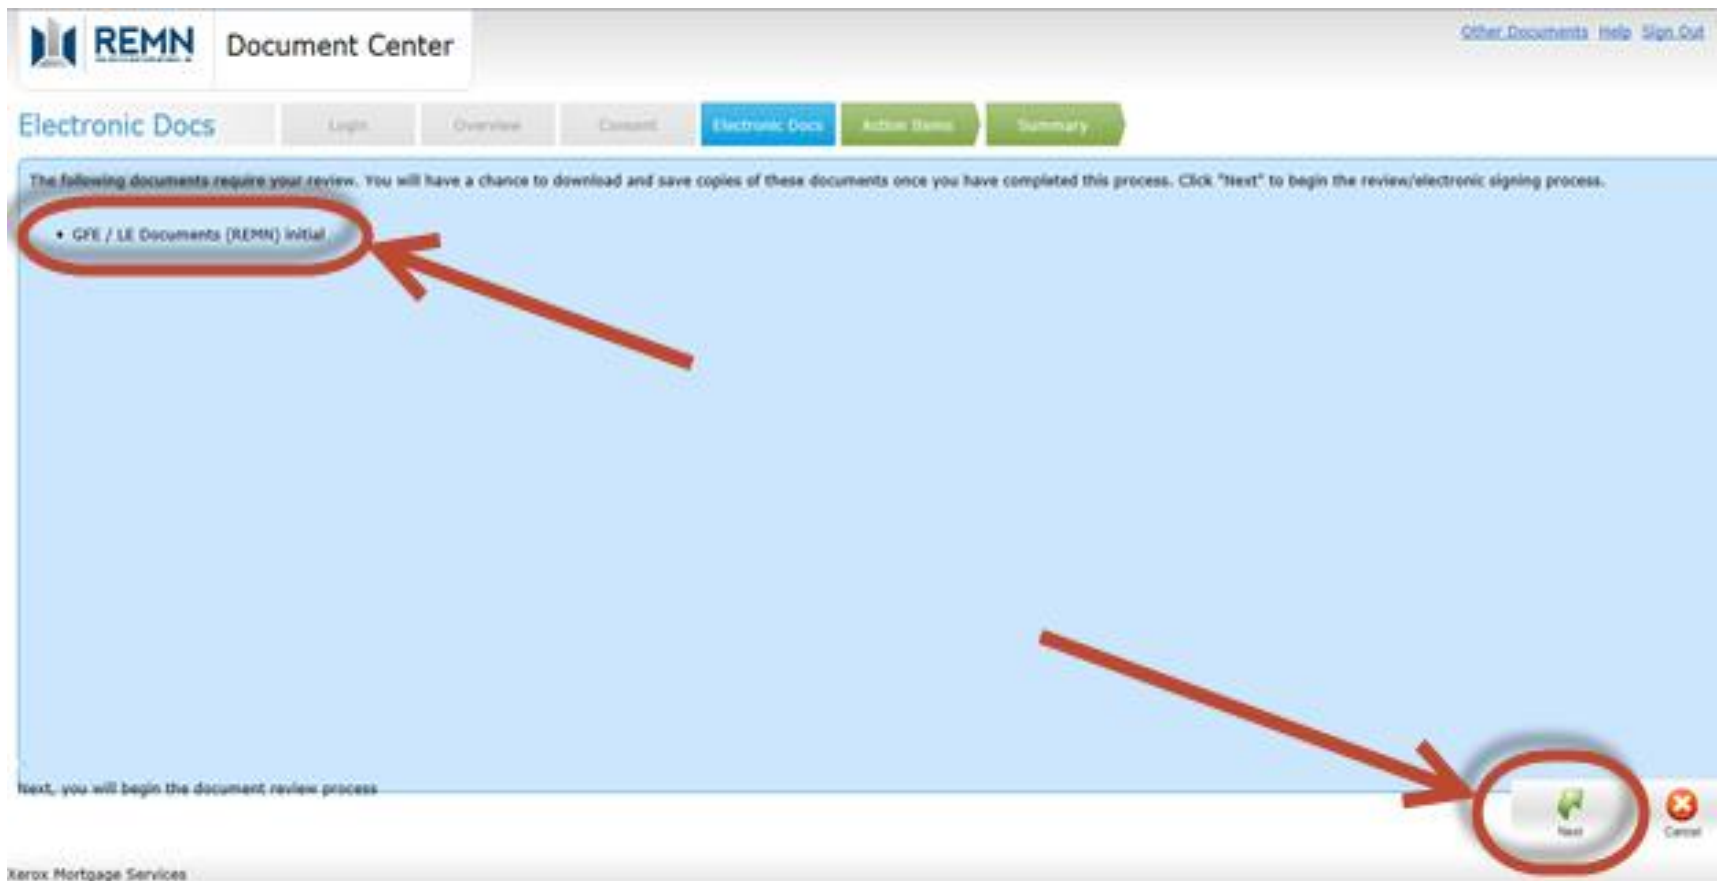 REMN
Document Center
Other Documents Help Sign Out
Electronic Docs
Login
Overview
Consent
Electronic Docs
Action Items
Summary
The following documents require your review. You will have a chance to download and save copies of these documents once you have completed this process. Click "Next" to begin the review/electronic signing process.
• GFE / LE Documents (REMN) initial
Next, you will begin the document review process
Next
Cancel
Xerox Mortgage Services